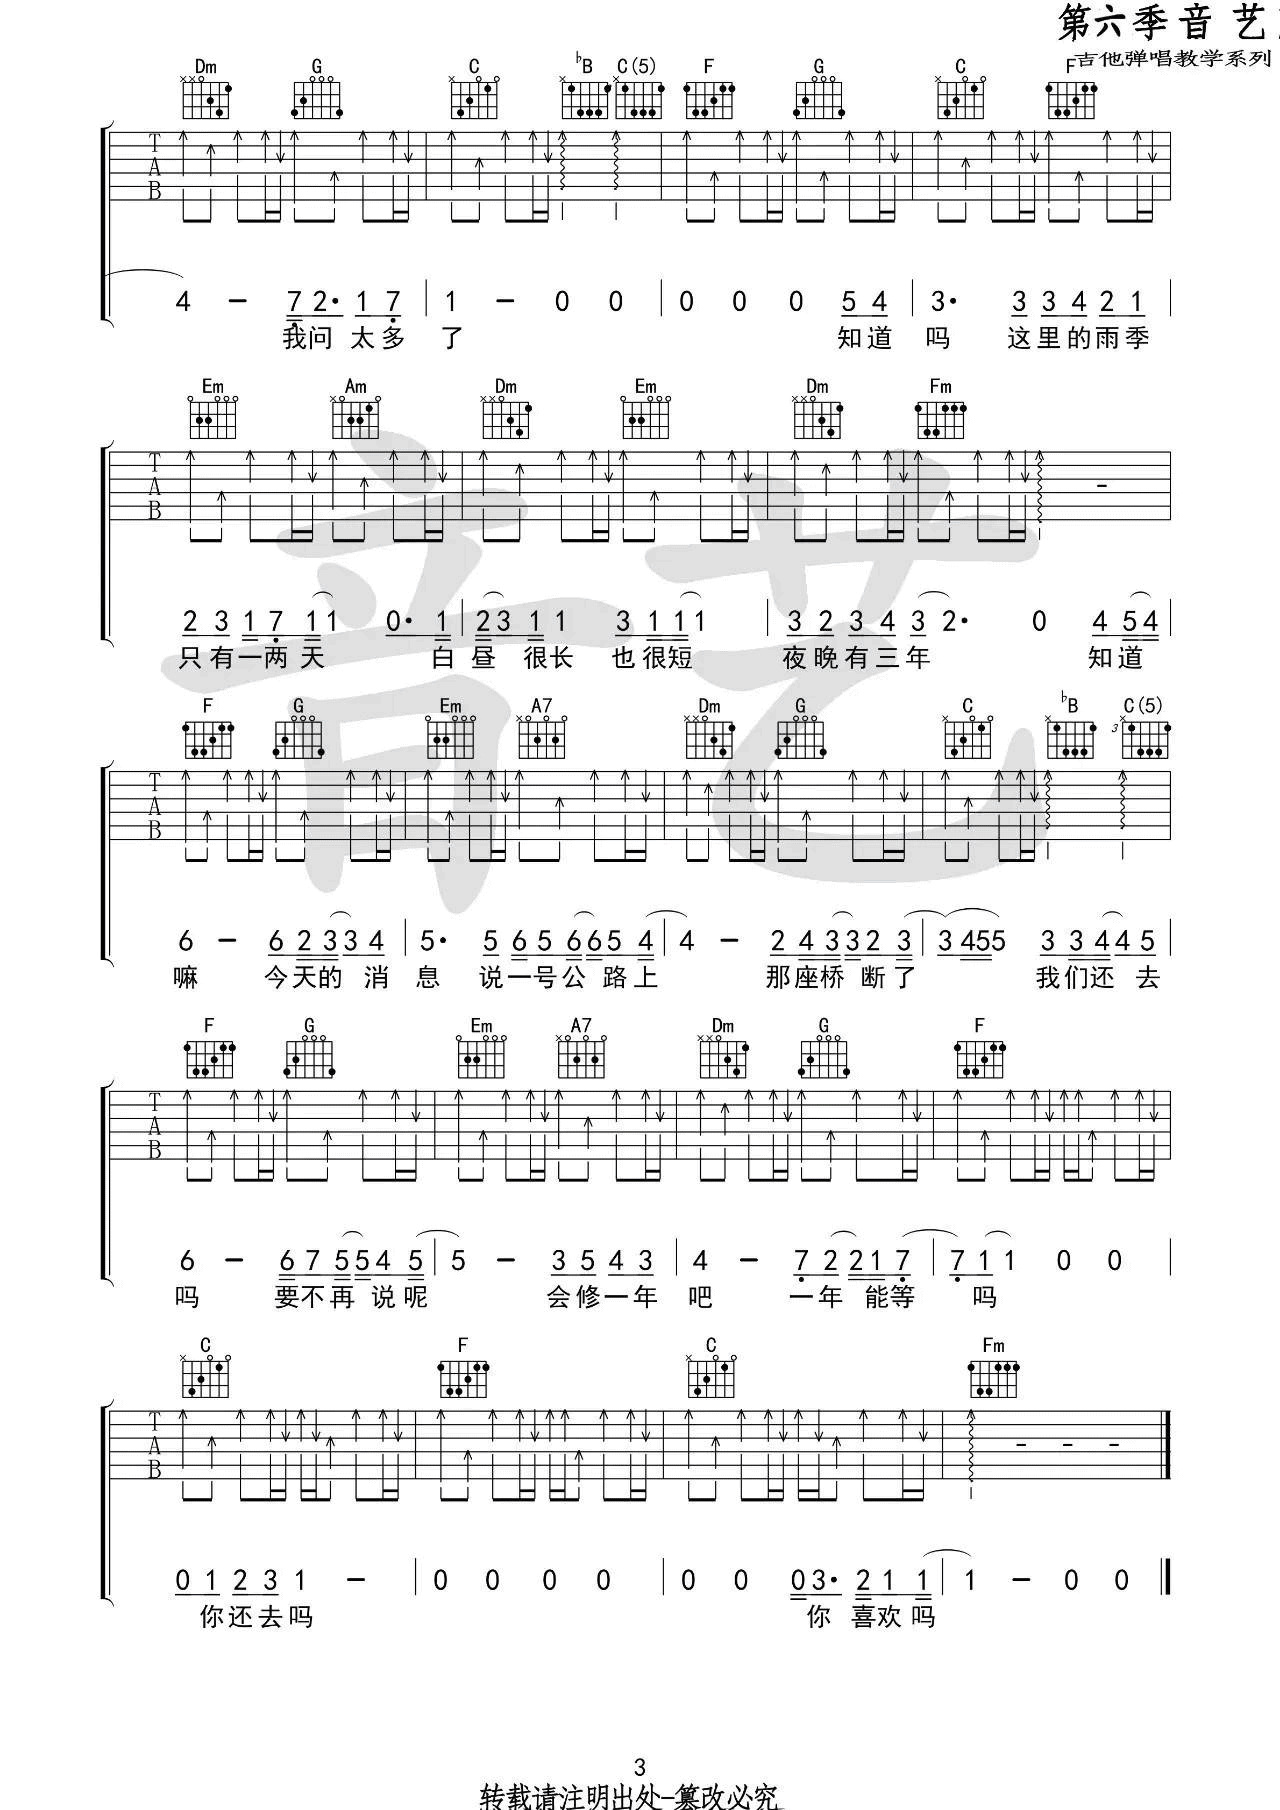 第六季音艺
吉他弹唱教学系列
Dm G C ♭B C(5) F G C F
T
A
B
4 - 7 2· 1 7 1 - 0 0 0 0 0 5 4 3· 3 3 4 2 1
我问 太多 了 知道 吗 这里的雨季
Em Am Dm Em Dm Fm
T
A
B
2 3 1 7 1 1 0· 1 2 3 1 1 3 1 1 1 3 2 3 4 3 2· 0 4 5 4
只有一两天 白昼 很长 也很短 夜晚有三年 知道
F G Em A7 Dm G C ♭B 3 C(5)
T
A
B
6 - 6 2 3 3 4 5· 5 6 5 6 6 5 4 4 - 2 4 3 3 2 3 3 4 5 5 3 3 4 4 5
嘛 今天的 消 息 说一号公 路上 那座桥 断了 我们还 去
F G Em A7 Dm G F
T
A
B
6 - 6 7 5 5 4 5 5 - 3 5 4 3 4 - 7 2 2 1 7 7 1 1 0 0
吗 要不再 说呢 会修一年 吧 一年 能等 吗
C F C Fm
T
A
B
0 1 2 3 1 - 0 0 0 0 0 0 0 3· 2 1 1 1 - 0 0
你还去吗 你 喜欢吗
3
转载请注明出处-篡改必究
音艺